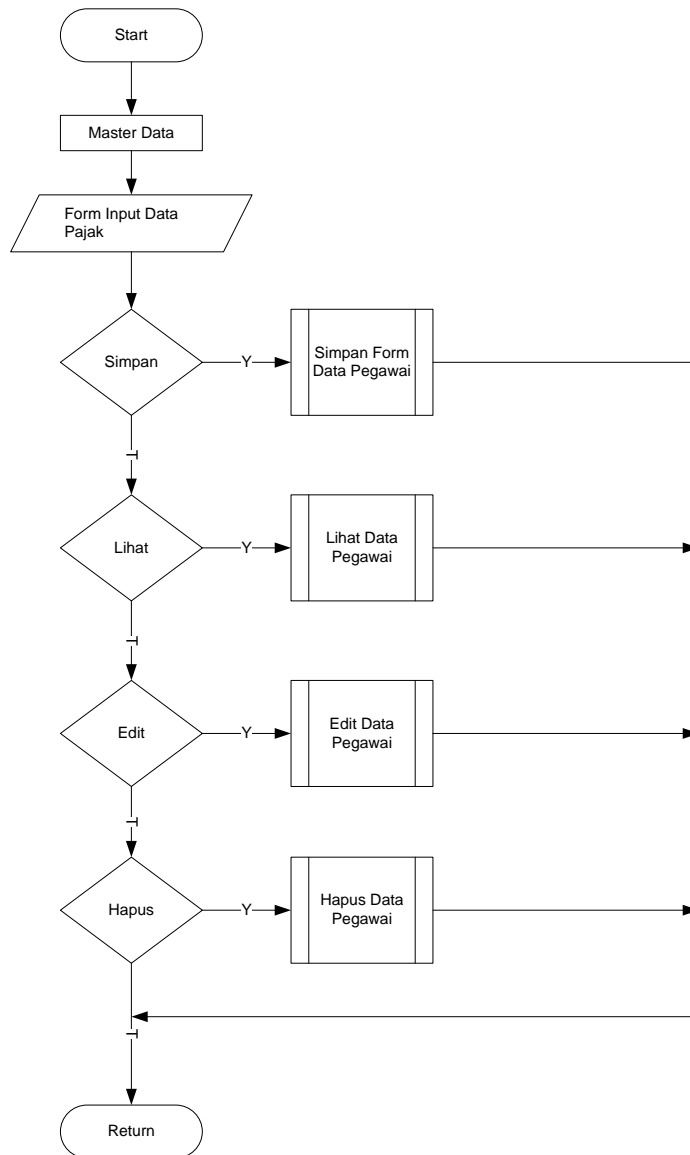 Start
Master Data
Form Input Data
Pajak
Simpan
Y
Simpan Form
Data Pegawai
T
Lihat
Y
Lihat Data
Pegawai
T
Edit
Y
Edit Data
Pegawai
T
Hapus
Y
Hapus Data
Pegawai
T
Return